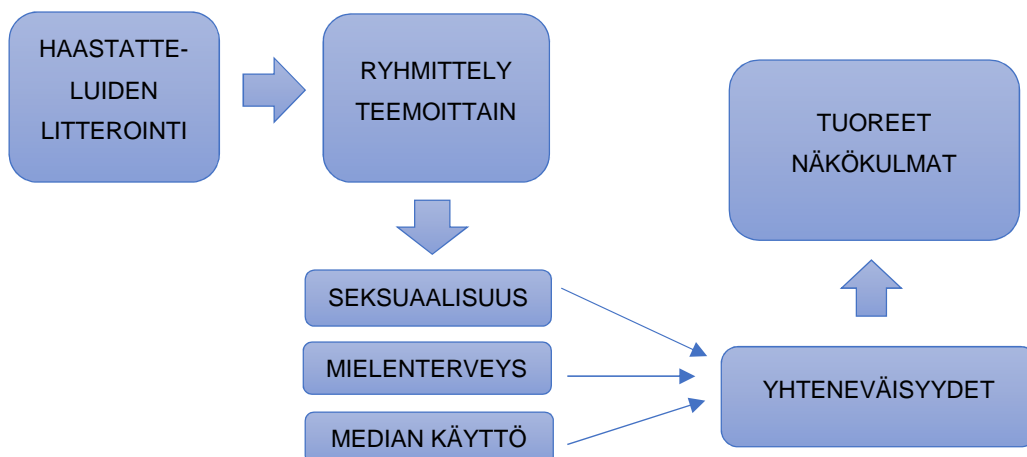 HAASTATTE-
LUIDEN
LITTEROINTI
RYHMITTELY
TEEMOITTAIN
TUOREET
NÄKÖKULMAT
SEKSUAALISUUS
MIELENTERVEYS
MEDIAN KÄYTTÖ
YHTENEVÄISYYDET